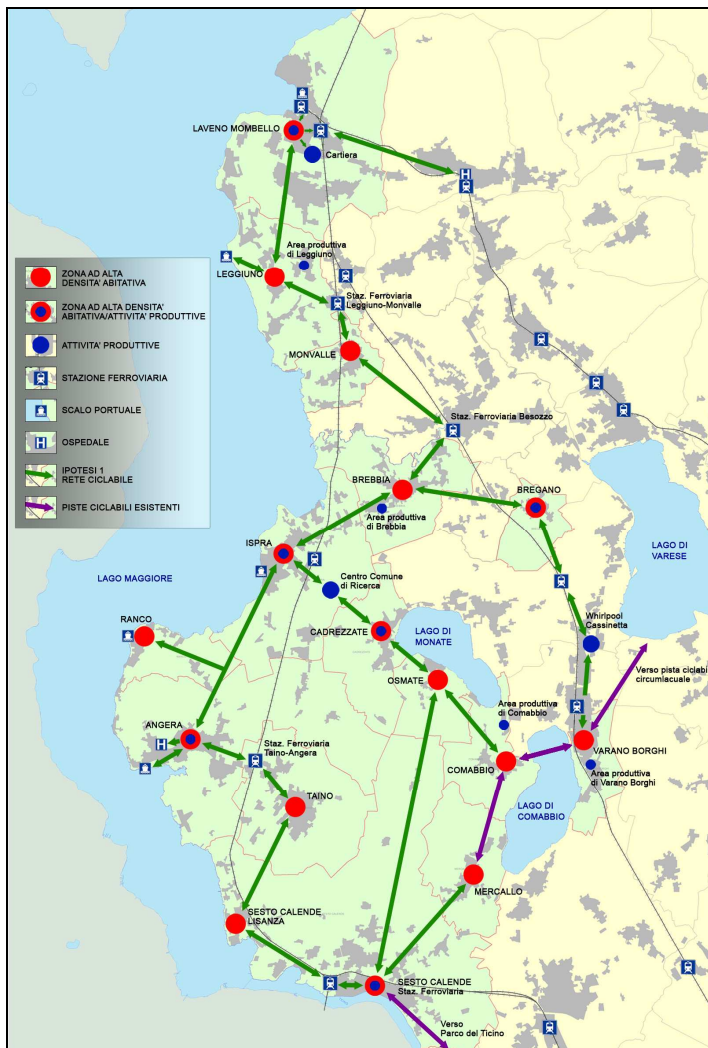 LAVENO MOMBELLO
Cartiera
Area produttiva
di Leggiuno
LEGGIUNO
Staz. Ferroviaria
Leggiuno-Monvalle
MONVALLE
ZONA AD ALTA
DENSITA' ABITATIVA
ZONA AD ALTA DENSITA'
ABITATIVA/ATTIVITA' PRODUTTIVE
ATTIVITA' PRODUTTIVE
STAZIONE FERROVIARIA
SCALO PORTUALE
H
OSPEDALE
IPOTESI 1
RETE CICLABILE
PISTE CICLABILI ESISTENTI
H
Staz. Ferroviaria Besozzo
BREBBIA
Area produttiva
di Brebbia
BREGANO
ISPRA
Centro Comune
di Ricerca
LAGO DI
VARESE
LAGO MAGGIORE
RANCO
CADREZZATE
LAGO DI
MONATE
Whirlpool
Cassinetta
OSMATE
Verso pista ciclabile
circumlacuale
Area produttiva
di Comabbio
ANGERA
H
Staz. Ferroviaria
Taino-Angera
COMABBIO
VARANO BORGHI
Area produttiva
di Varano Borghi
TAINO
LAGO DI
COMABBIO
MERCALLO
SESTO CALENDE
LISANZA
SESTO CALENDE
Staz. Ferroviaria
Verso
Parco del Ticino